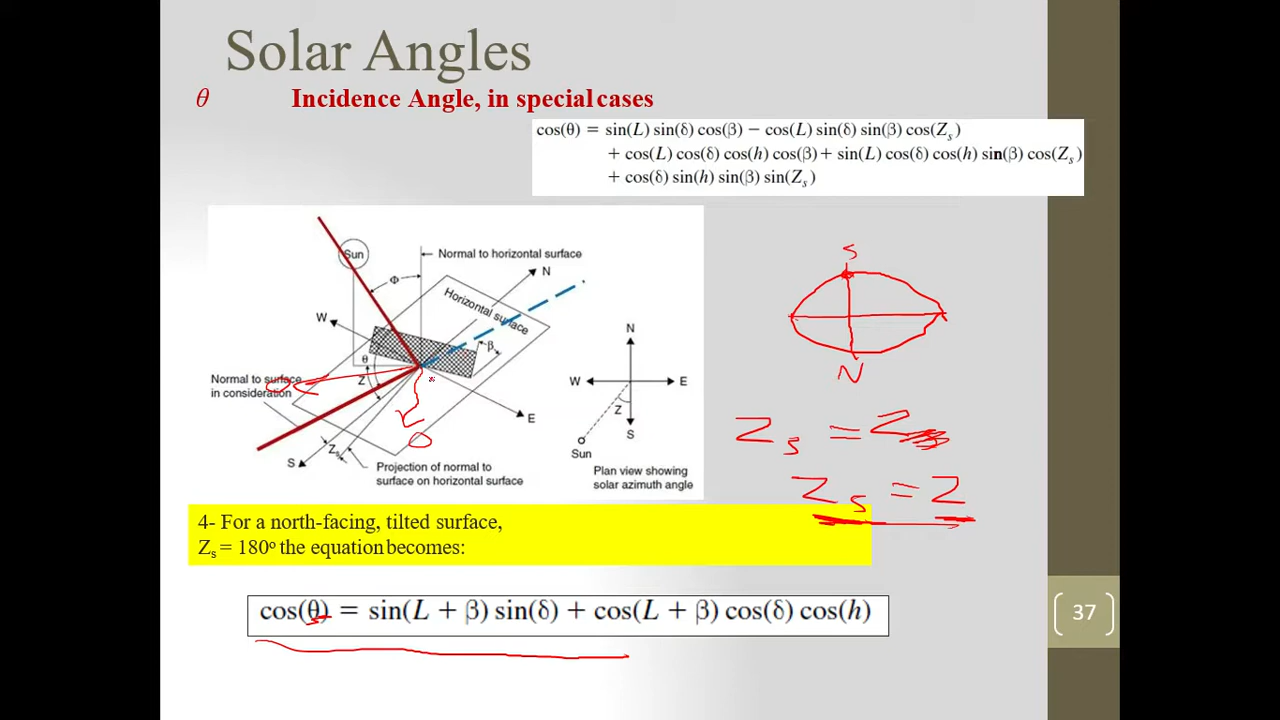 Solar Angles
θ Incidence Angle, in special cases
cos(θ) = sin(L) sin(δ) cos(β) − cos(L) sin(δ) sin(β) cos(Zs)
+ cos(L) cos(δ) cos(h) cos(β) + sin(L) cos(δ) cos(h) sin(β) cos(Zs)
+ cos(δ) sin(h) sin(β) sin(Zs)
Sun
Normal to horizontal surface
Φ
N
Horizontal surface
W
β
θ
Z
Normal to surface
in consideration
E
S
Zs
Projection of normal to
surface on horizontal surface
N
W
E
Z
S
Sun
Plan view showing
solar azimuth angle
S
N
Zs = Z
Zs = Z
4- For a north-facing, tilted surface,
Zs = 180o the equation becomes:
cos(θ) = sin(L + β) sin(δ) + cos(L + β) cos(δ) cos(h)
37